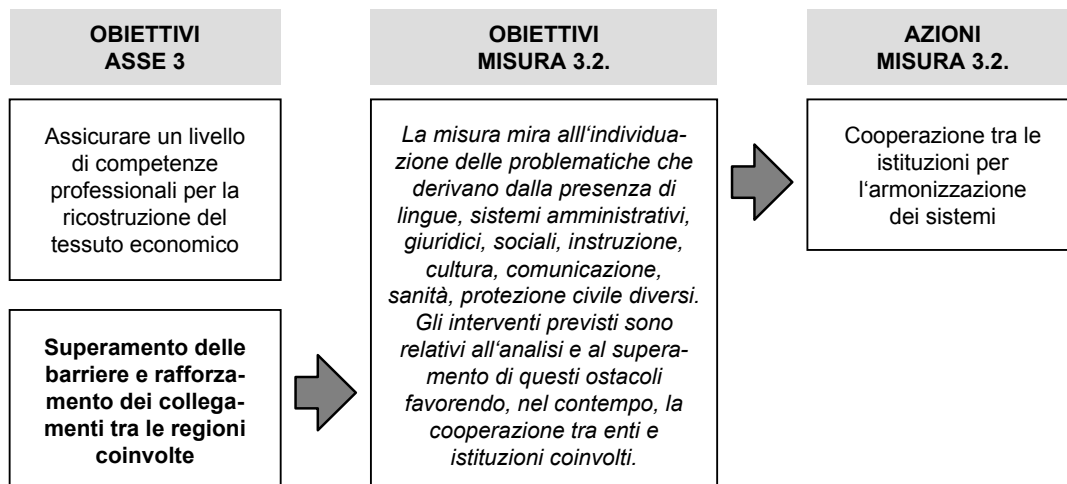 OBIETTIVI
ASSE 3
Assicurare un livello
di competenze
professionali per la
ricostruzione del
tessuto economico
Superamento delle
barriere e rafforza-
mento dei collega-
menti tra le regioni
coinvolte
OBIETTIVI
MISURA 3.2.
La misura mira alll‘individua-
zione delle problematiche che
derivano dalla presenza di
lingue, sistemi amministrativi,
giuridici, sociali, instruzione,
cultura, comunicazione,
sanità, protezione civile diversi.
Gli interventi previsti sono
relativi all‘analisi e al supera-
mento di questi ostacoli
favorendo, nel contempo, la
cooperazione tra enti e
istituzioni coinvolti.
AZIONI
MISURA 3.2.
Cooperazione tra le
istituzioni per
l‘armonizzazione
dei sistemi